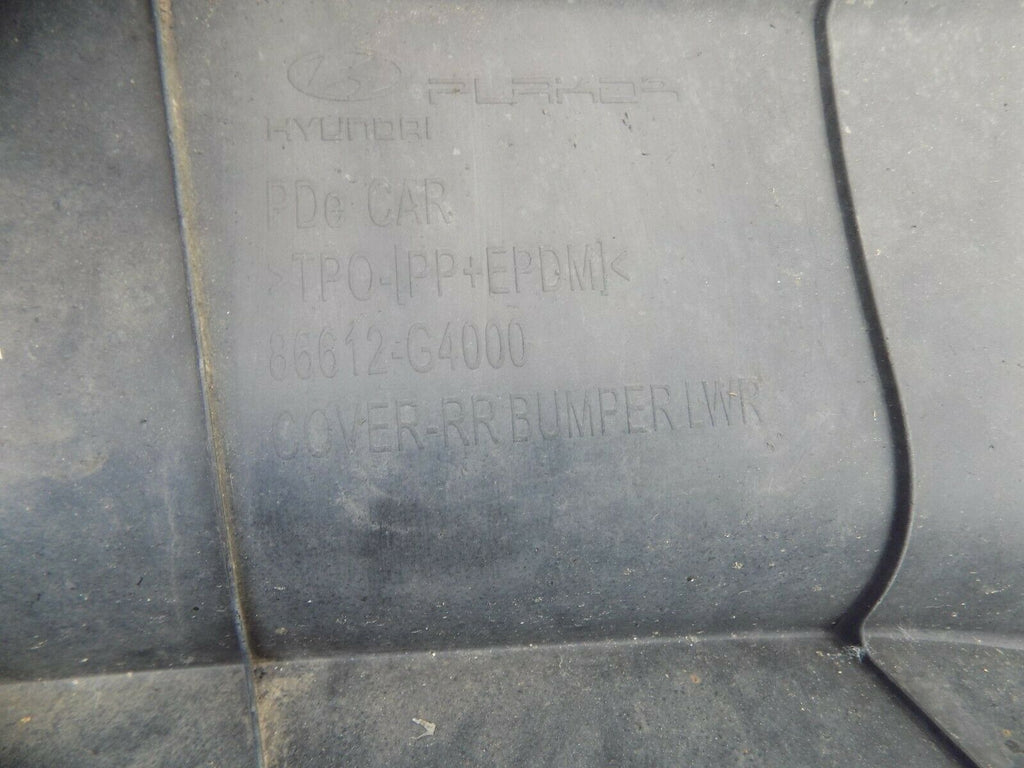 PLAKOR
HYUNDAI
PDe CAR
>TPO-[PP+EPDM]<
86612-G4000
COVER-RR BUMPER LWR